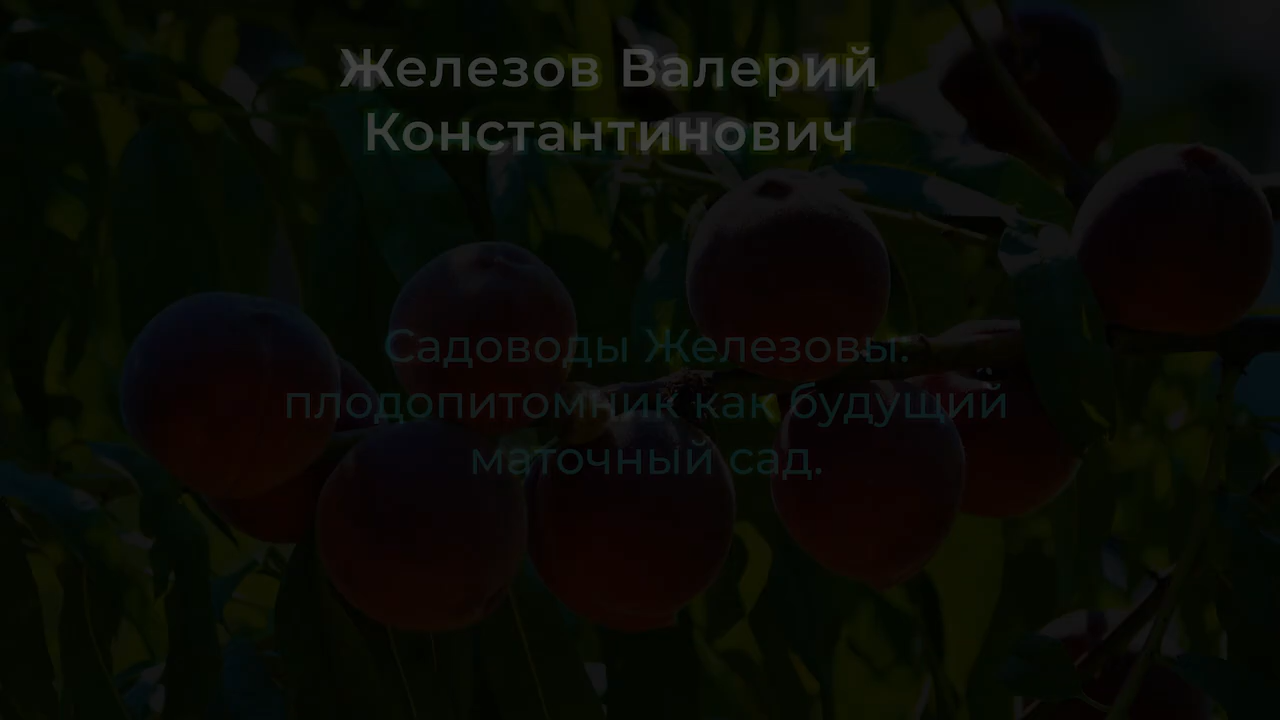 Железов Валерий
Константинович
Садоводы Железовы:
плодопитомник как будущий
маточный сад.